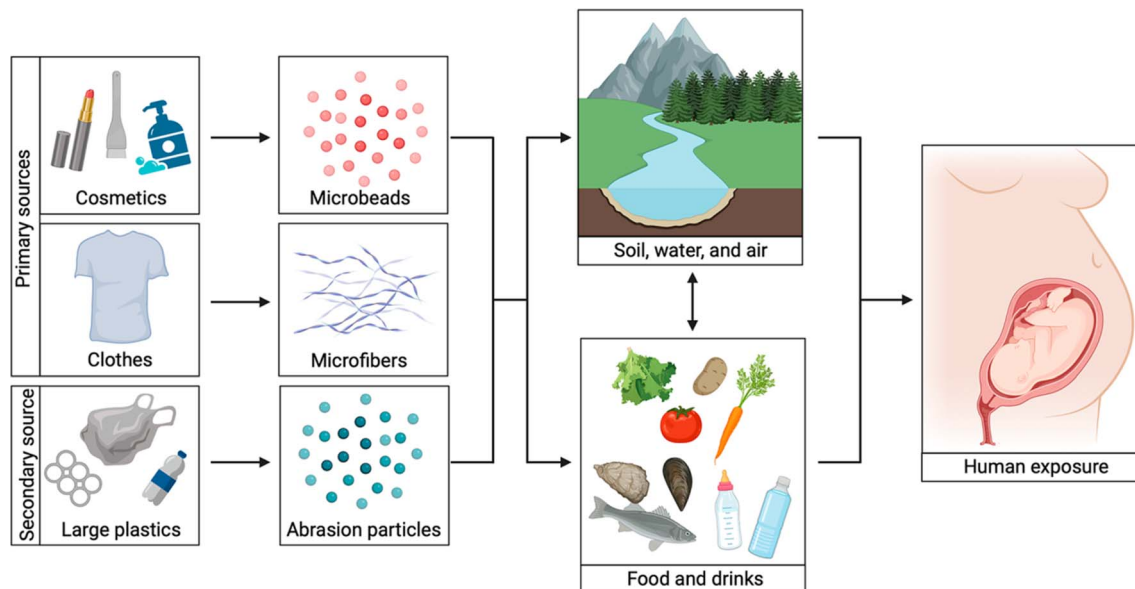 Primary sources
Cosmetics
Microbeads
Clothes
Microfibers
Secondary source
Large plastics
Abrasion particles
Soil, water, and air
Food and drinks
Human exposure